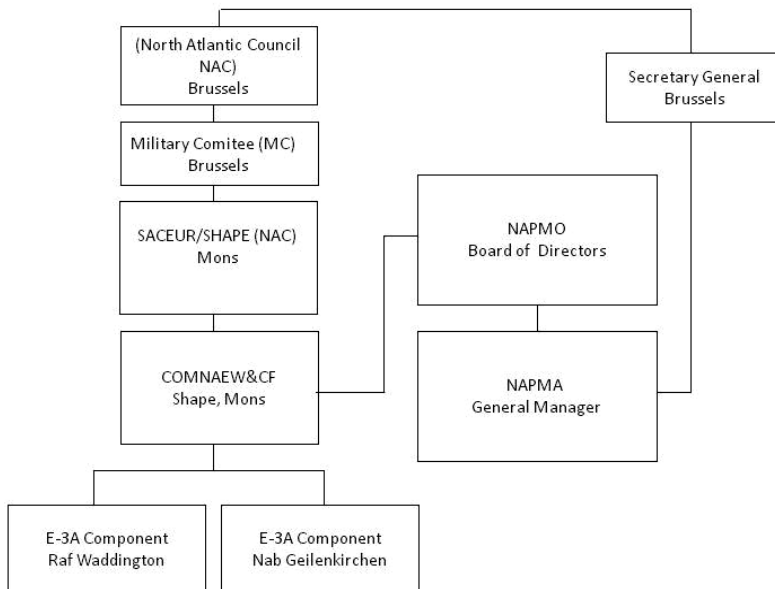 (North Atlantic Council
NAC)
Brussels
Secretary General
Brussels
Military Comitee (MC)
Brussels
SACEUR/SHAPE (NAC)
Mons
NAPMO
Board of Directors
COMNAEW&CF
Shape, Mons
NAPMA
General Manager
E-3A Component
Raf Waddington
E-3A Component
Nab Geilenkirchen